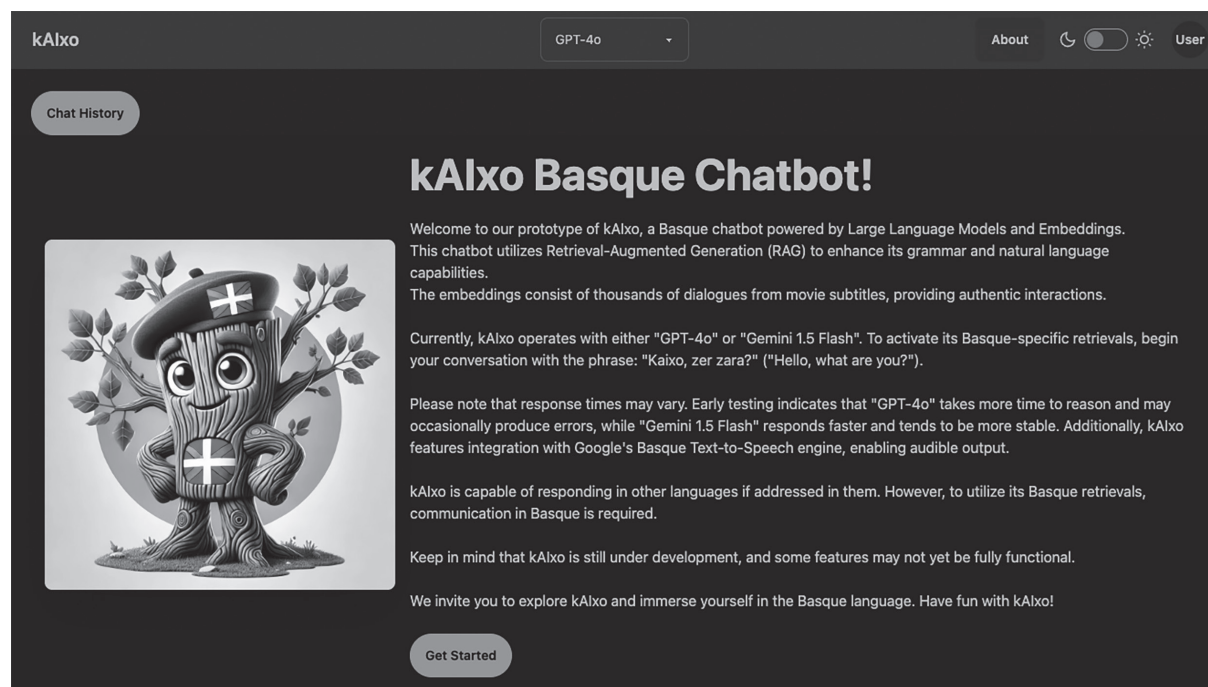 kAIxo
GPT-4o
About
User
Chat History
kAIxo Basque Chatbot!
Welcome to our prototype of kAIxo, a Basque chatbot powered by Large Language Models and Embeddings.
This chatbot utilizes Retrieval-Augmented Generation (RAG) to enhance its grammar and natural language
capabilities.
The embeddings consist of thousands of dialogues from movie subtitles, providing authentic interactions.
Currently, kAIxo operates with either "GPT-4o" or "Gemini 1.5 Flash". To activate its Basque-specific retrievals, begin
your conversation with the phrase: "Kaixo, zer zara?" ("Hello, what are you?").
Please note that response times may vary. Early testing indicates that "GPT-4o" takes more time to reason and may
occasionally produce errors, while "Gemini 1.5 Flash" responds faster and tends to be more stable. Additionally, kAIxo
features integration with Google's Basque Text-to-Speech engine, enabling audible output.
kAIxo is capable of responding in other languages if addressed in them. However, to utilize its Basque retrievals,
communication in Basque is required.
Keep in mind that kAIxo is still under development, and some features may not yet be fully functional.
We invite you to explore kAIxo and immerse yourself in the Basque language. Have fun with kAIxo!
Get Started